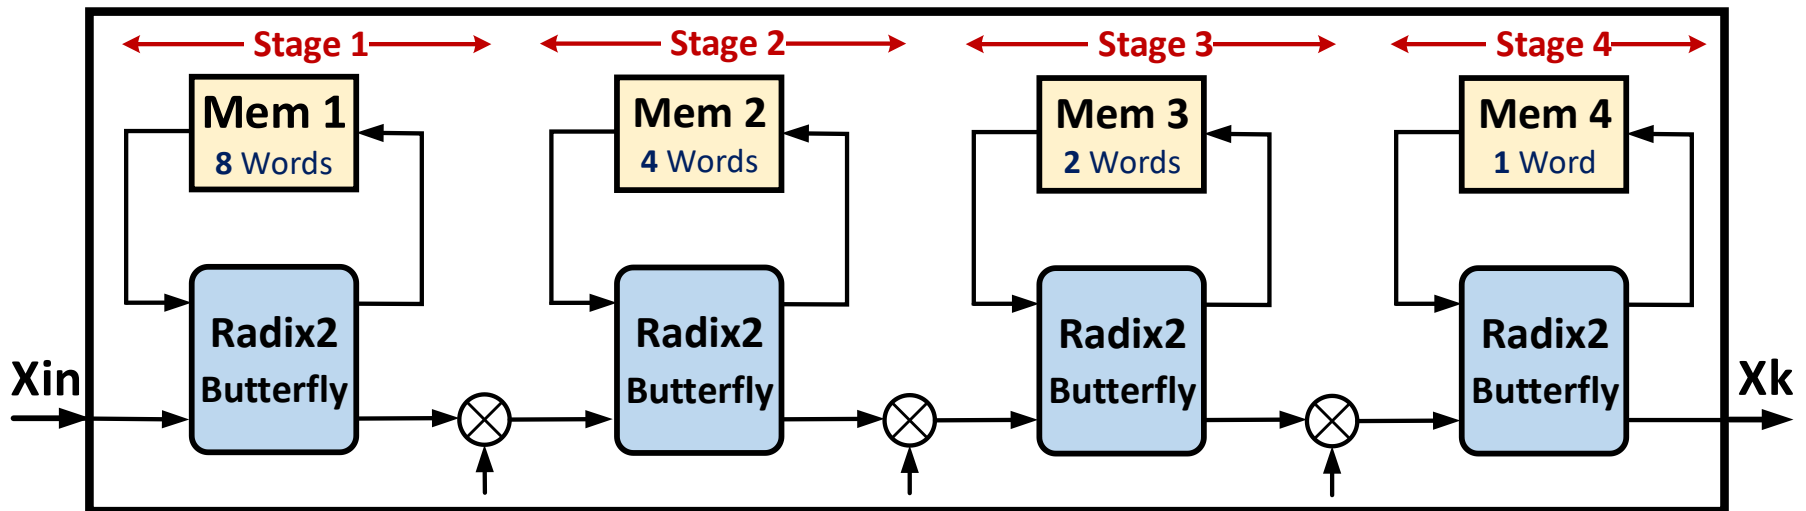 Stage 1
Stage 2
Stage 3
Stage 4
Mem 1
8 Words
Mem 2
4 Words
Mem 3
2 Words
Mem 4
1 Word
Radix2
Butterfly
Radix2
Butterfly
Radix2
Butterfly
Radix2
Butterfly
Xin
Xk